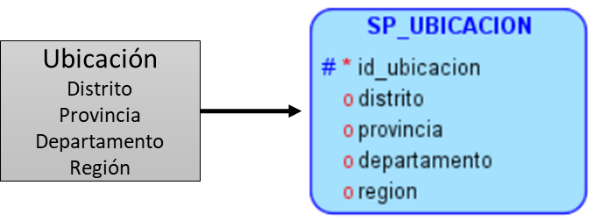 Ubicación
Distrito
Provincia
Departamento
Región
SP_UBICACION
# * id_ubicacion
o distrito
o provincia
o departamento
o region